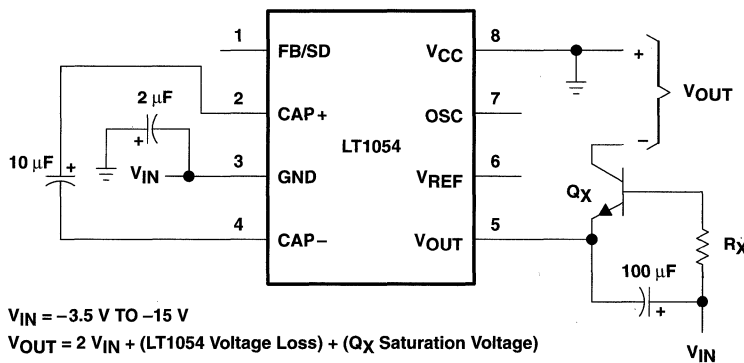 1
FB/SD
VCC
8
+
2 μF
2
CAP+
OSC
7
VOUT
+
LT1054
−
10 μF
+
VIN
3
GND
VREF
6
QX
4
CAP−
VOUT
5
RX
100 μF
+
VIN = −3.5 V TO −15 V
VIN
VOUT = 2 VIN + (LT1054 Voltage Loss) + (QX Saturation Voltage)